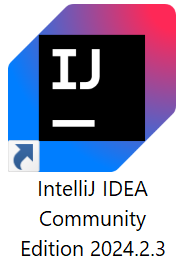 IJ
IntelliJ IDEA
Community
Edition 2024.2.3